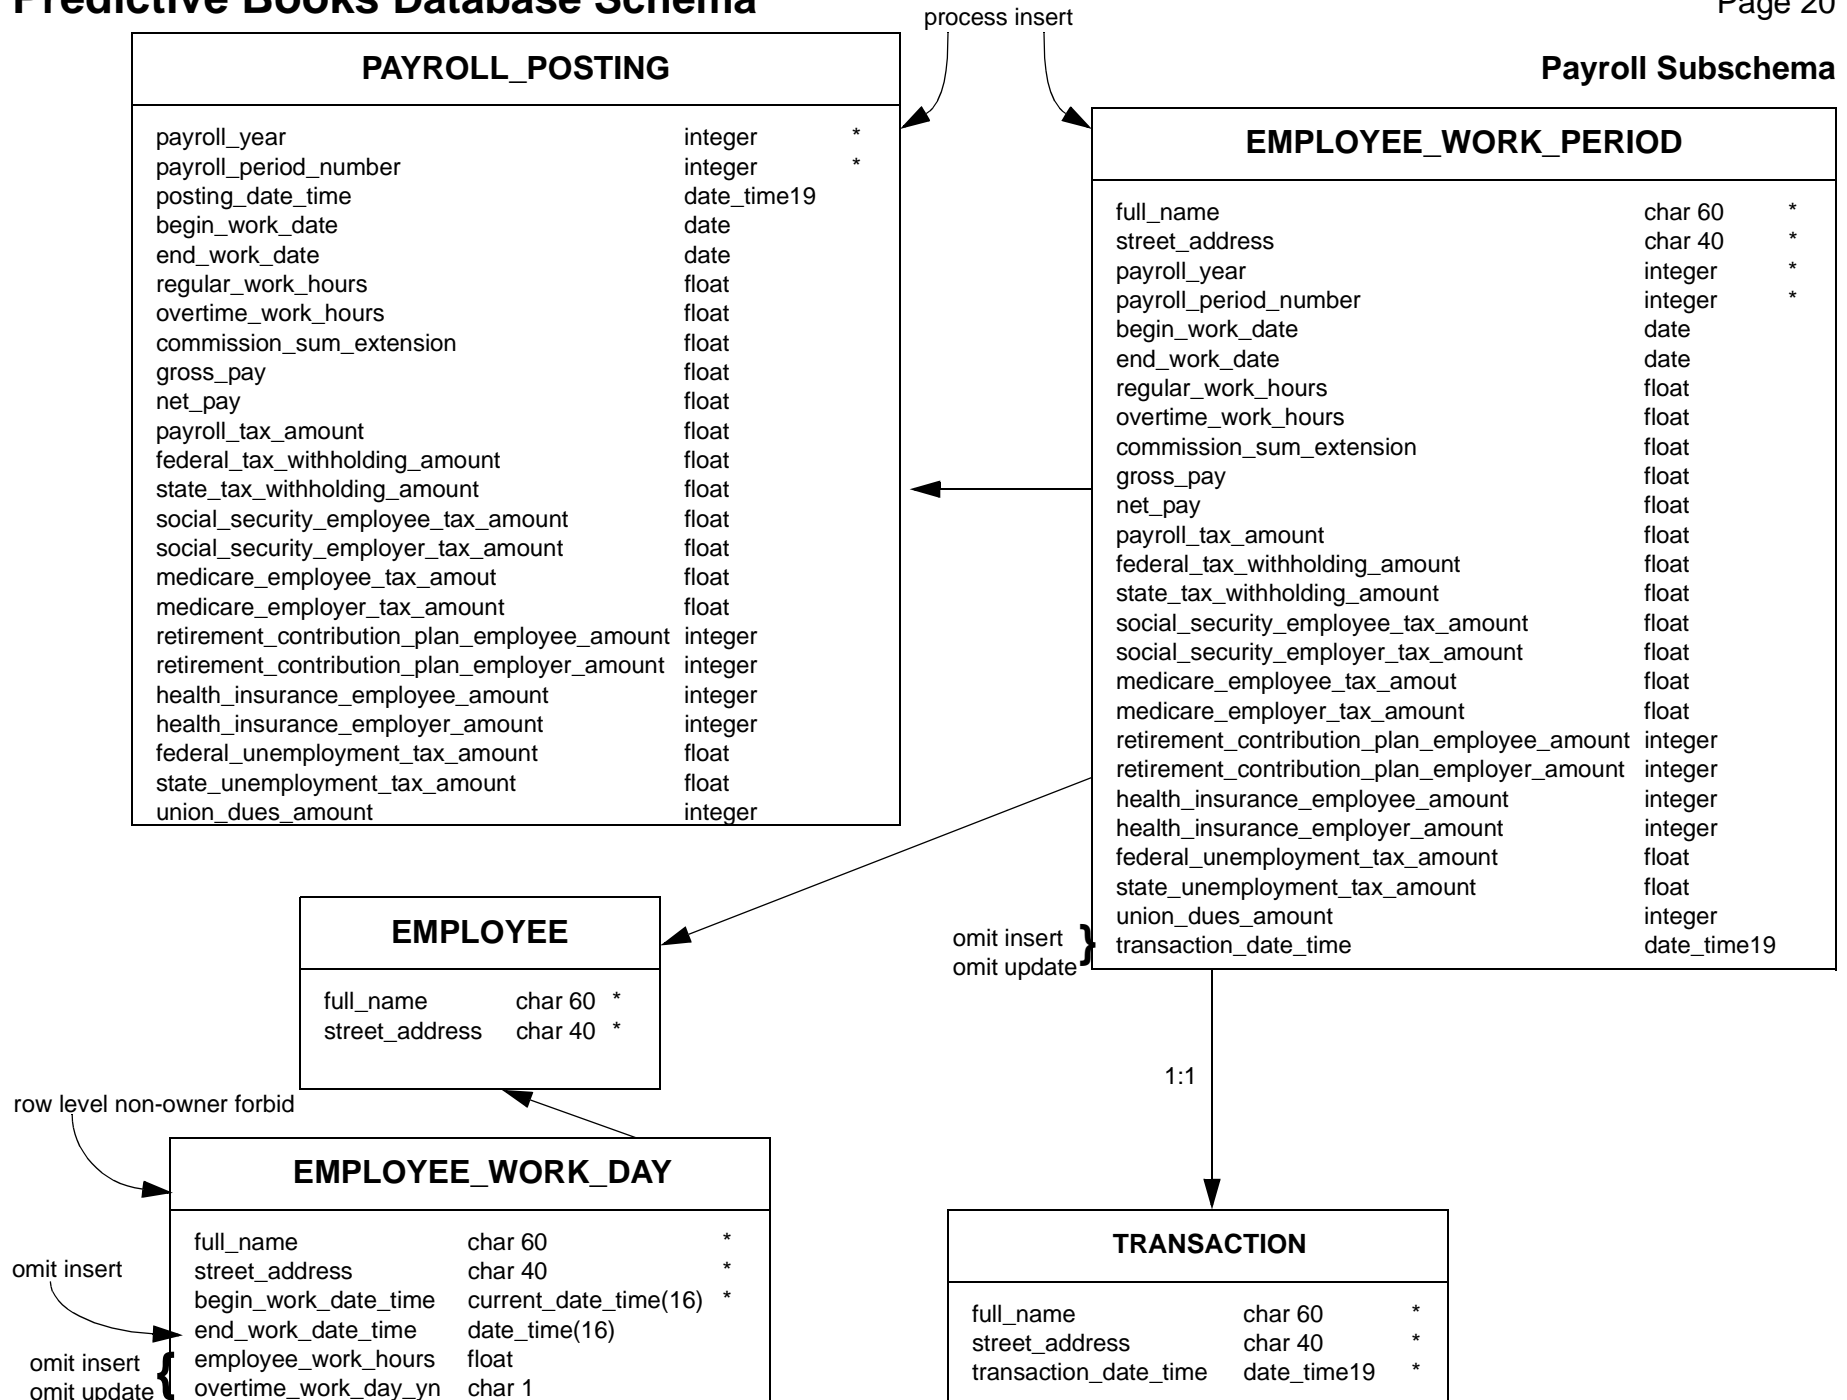 Predictive Books Database Schema
Page 20
process insert
Payroll Subschema
PAYROLL_POSTING
payroll_year integer *
payroll_period_number integer *
posting_date_time date_time19
begin_work_date date
end_work_date date
regular_work_hours float
overtime_work_hours float
commission_sum_extension float
gross_pay float
net_pay float
payroll_tax_amount float
federal_tax_withholding_amount float
state_tax_withholding_amount float
social_security_employee_tax_amount float
social_security_employer_tax_amount float
medicare_employee_tax_amout float
medicare_employer_tax_amount float
retirement_contribution_plan_employee_amount integer
retirement_contribution_plan_employer_amount integer
health_insurance_employee_amount integer
health_insurance_employer_amount integer
federal_unemployment_tax_amount float
state_unemployment_tax_amount float
union_dues_amount integer
EMPLOYEE_WORK_PERIOD
full_name char 60 *
street_address char 40 *
payroll_year integer *
payroll_period_number integer *
begin_work_date date
end_work_date date
regular_work_hours float
overtime_work_hours float
commission_sum_extension float
gross_pay float
net_pay float
payroll_tax_amount float
federal_tax_withholding_amount float
state_tax_withholding_amount float
social_security_employee_tax_amount float
social_security_employer_tax_amount float
medicare_employee_tax_amout float
medicare_employer_tax_amount float
retirement_contribution_plan_employee_amount integer
retirement_contribution_plan_employer_amount integer
health_insurance_employee_amount integer
health_insurance_employer_amount integer
federal_unemployment_tax_amount float
state_unemployment_tax_amount float
union_dues_amount integer
transaction_date_time date_time19
omit insert
omit update
}
EMPLOYEE
full_name char 60 *
street_address char 40 *
1:1
row level non-owner forbid
EMPLOYEE_WORK_DAY
full_name char 60 *
street_address char 40 *
begin_work_date_time current_date_time(16) *
end_work_date_time date_time(16)
employee_work_hours float
overtime_work_day_yn char 1
omit insert
omit insert
omit update
{
TRANSACTION
full_name char 60 *
street_address char 40 *
transaction_date_time date_time19 *